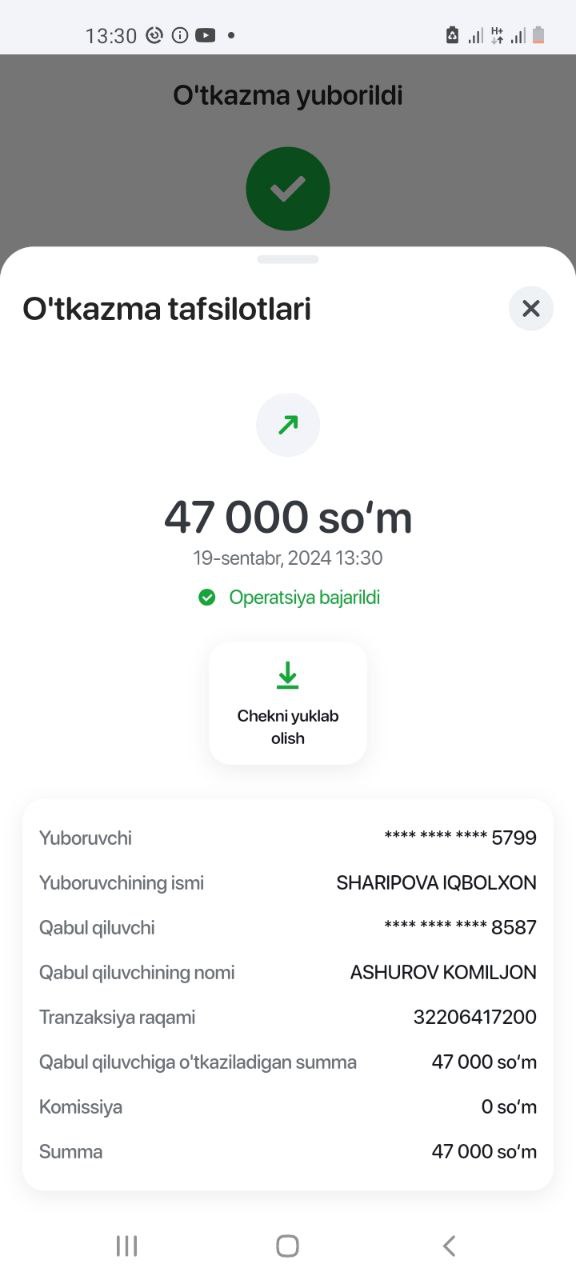 13:30
O'tkazma yuborildi
O'tkazma tafsilotlari
47 000 so‘m
19-sentabr, 2024 13:30
Operatsiya bajarildi
Chekni yuklab
olish
Yuboruvchi **** **** **** 5799
Yuboruvchining ismi SHARIPOVA IQBOLXON
Qabul qiluvchi **** **** **** 8587
Qabul qiluvchining nomi ASHUROV KOMILJON
Tranzaksiya raqami 32206417200
Qabul qiluvchiga o'tkaziladigan summa 47 000 so‘m
Komissiya 0 so‘m
Summa 47 000 so‘m